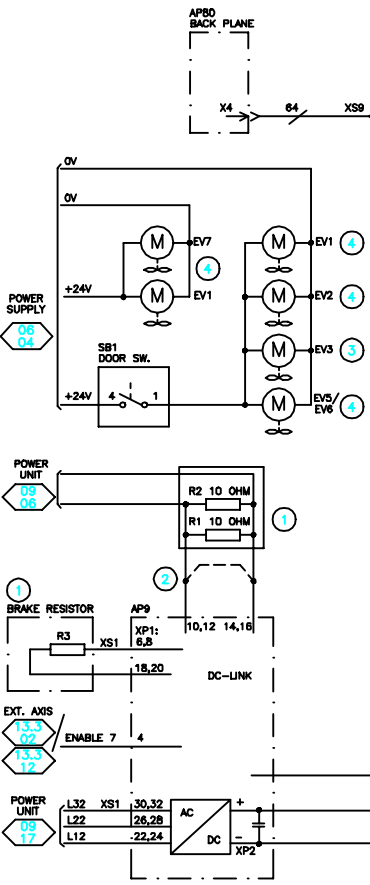 AP80
BACK PLANE
X4
64
XS9
0V
0V
M
EV7
M
EV1
4
4
+24V
M
EV1
M
EV2
4
POWER
SUPPLY
06
04
SB1
DOOR SW.
M
EV3
3
+24V
4
1
M
EV5/
EV6
4
POWER
UNIT
09
06
R2 10 OHM
R1 10 OHM
1
2
1
BRAKE RESISTOR
AP9
R3
XS1
XP1:
6,8
10,12
14,16
18,20
DC-LINK
EXT. AXIS
13.3
02
13.3
12
ENABLE 7
4
POWER
UNIT
09
17
L32
XS1
30,32
L22
26,28
L12
22,24
AC
DC
+
-
XP2